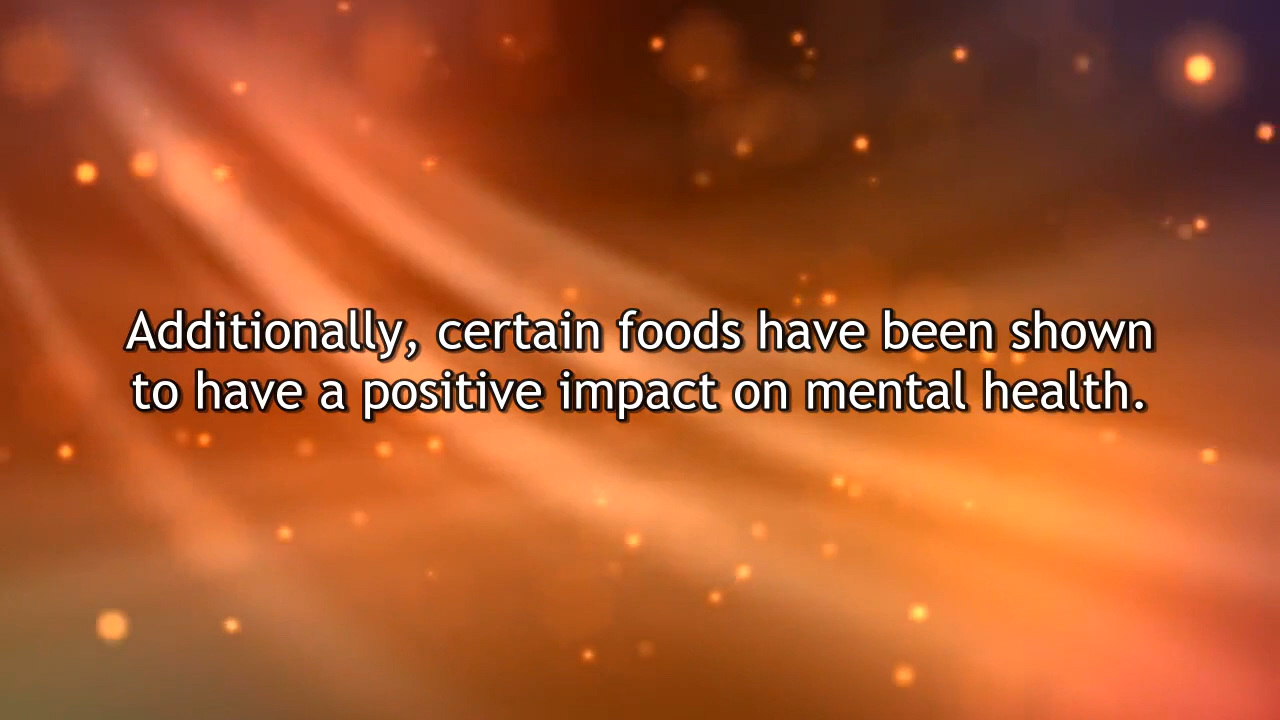 Additionally, certain foods have been shown
to have a positive impact on mental health.